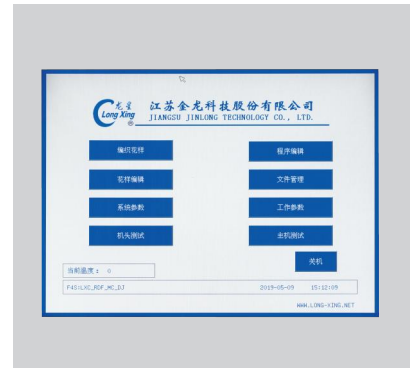 龙星
Long Xing
®
江苏金龙科技股份有限公司
JIANGSU JINLONG TECHNOLOGY CO., LTD.
编织花样
程序编辑
花样编辑
文件管理
系统参数
工作参数
机头测试
主机测试
关机
当前温度： 0
2019-05-09 15:12:09
WWW.LONG-XING.NET